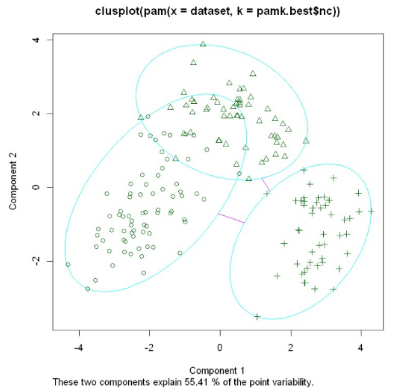 clusplot(pam(x = dataset, k = pamk.best$nc))
4
2
0
-2
Component 2
-4 -2 0 2 4
Component 1
These two components explain 55.41 % of the point variability.